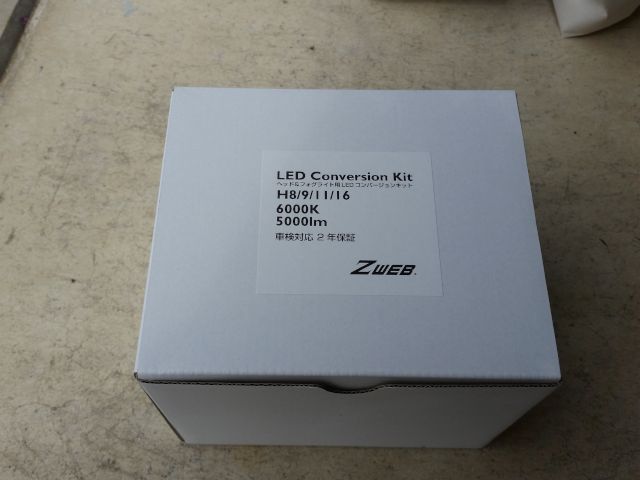 LED Conversion Kit
ヘッド&フォグライト用LEDコンバージョンキット
H8/9/11/16
6000K
5000lm
車検対応 2年保証
ZWEB